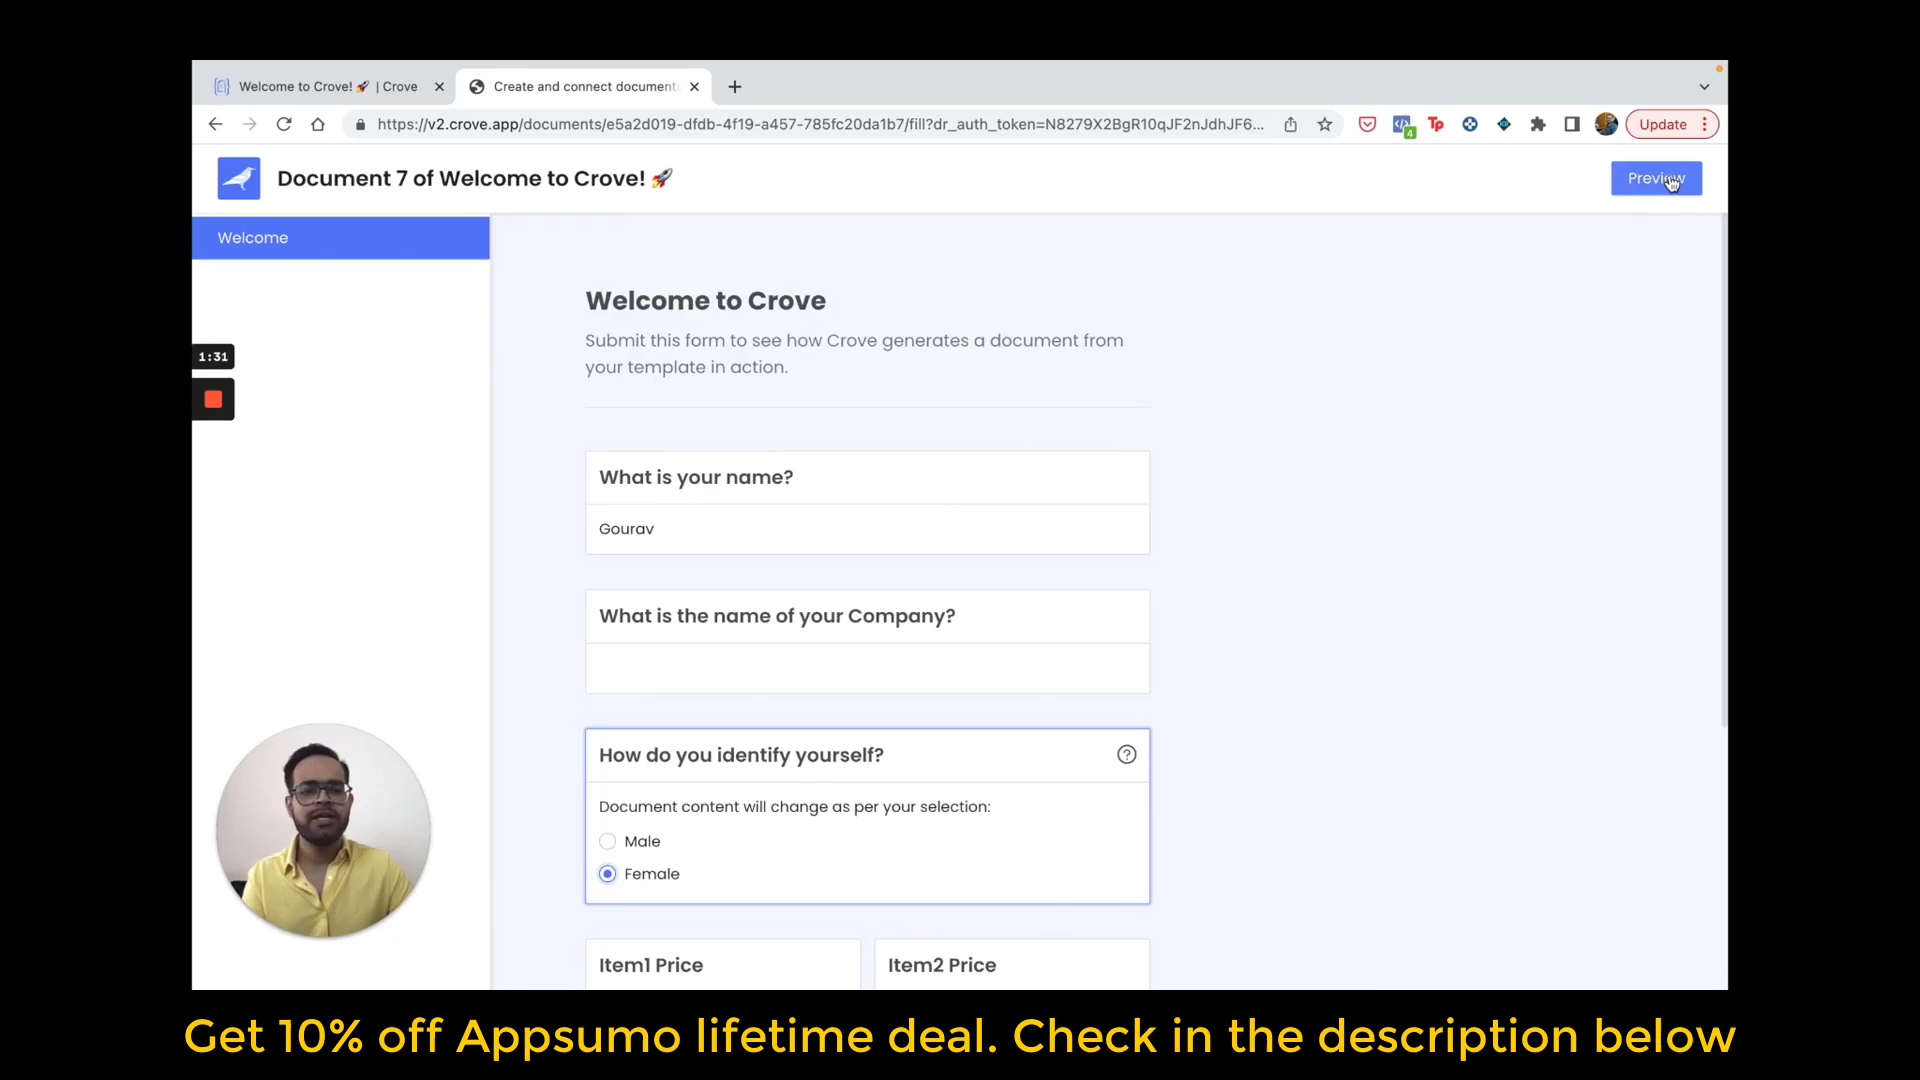 Welcome to Crove! 🚀 | Crove
Create and connect documents
https://v2.crove.app/documents/e5a2d019-dfdb-4f19-a457-785fc20da1b7/fill?dr_auth_token=N8279X2BgR10qJF2nJdhJF6...
4
Tp
Update
Document 7 of Welcome to Crove! 🚀
Preview
Welcome
Welcome to Crove
Submit this form to see how Crove generates a document from
your template in action.
1:31
What is your name?
Gourav
What is the name of your Company?
How do you identify yourself?
Document content will change as per your selection:
Male
Female
Item1 Price
Item2 Price
Get 10% off Appsumo lifetime deal. Check in the description below